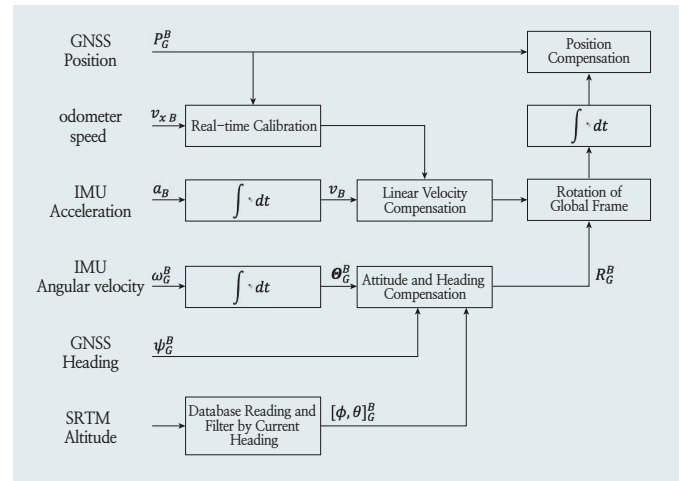 GNSS
Position
P_G^B
Position
Compensation
odometer
speed
v_{x B}
Real-time Calibration
∫ · dt
IMU
Acceleration
a_B
∫ · dt
v_B
Linear Velocity
Compensation
Rotation of
Global Frame
IMU
Angular velocity
ω_G^B
∫ · dt
Θ_G^B
Attitude and Heading
Compensation
R_G^B
GNSS
Heading
ψ_G^B
SRTM
Altitude
Database Reading and
Filter by Current
Heading
[ϕ, θ]_G^B